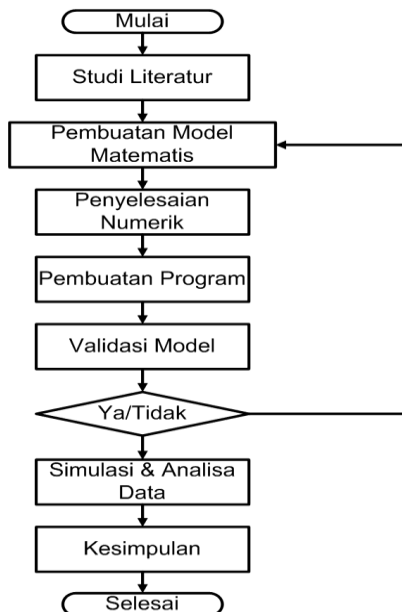 Mulai
Studi Literatur
Pembuatan Model
Matematis
Penyelesaian
Numerik
Pembuatan Program
Validasi Model
Ya/Tidak
Simulasi & Analisa
Data
Kesimpulan
Selesai